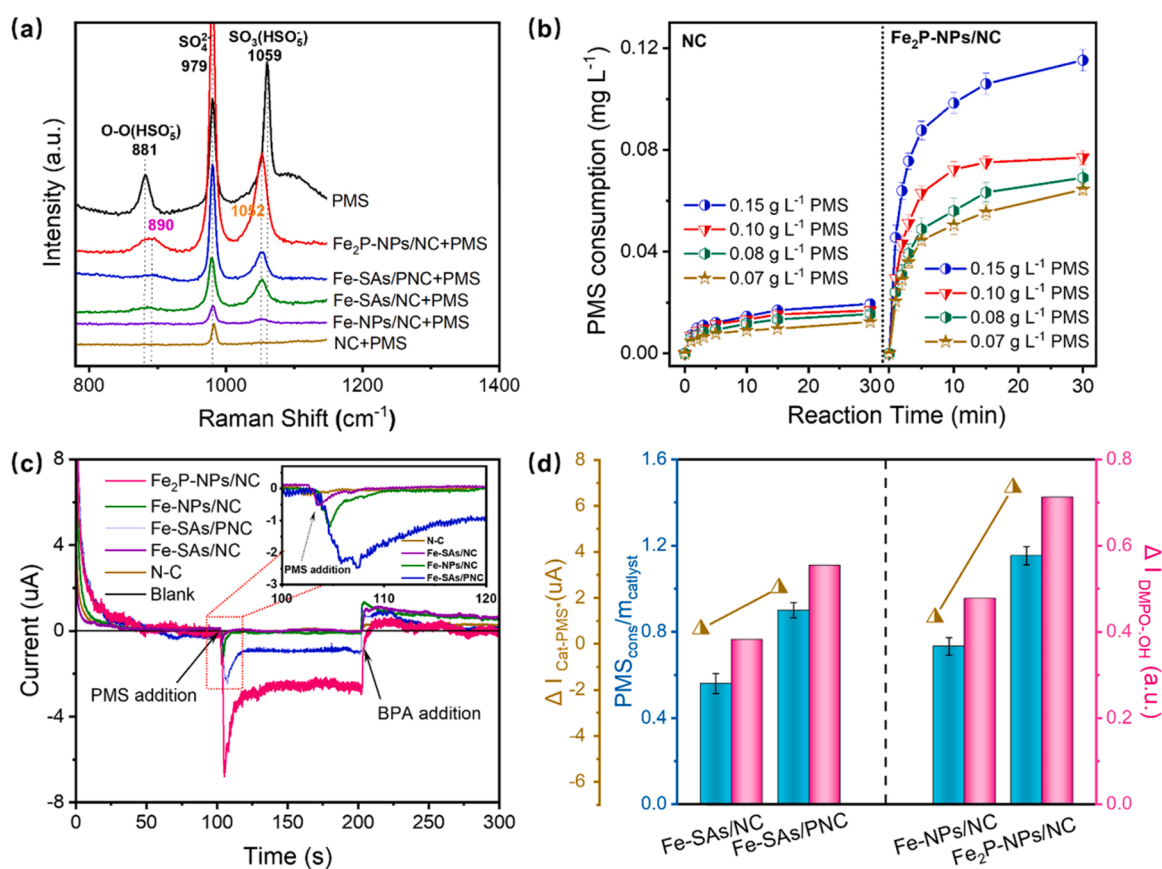 (a)
SO₄²⁻
979
SO₃(HSO₅⁻)
1059
O-O(HSO₅⁻)
881
890
1052
PMS
Fe₂P-NPs/NC+PMS
Fe-SAs/PNC+PMS
Fe-SAs/NC+PMS
Fe-NPs/NC+PMS
NC+PMS
Intensity (a.u.)
800 1000 1200 1400
Raman Shift (cm⁻¹)
(b)
NC
Fe₂P-NPs/NC
0.12
0.08
0.04
0.00
PMS consumption (mg L⁻¹)
0.15 g L⁻¹ PMS
0.10 g L⁻¹ PMS
0.08 g L⁻¹ PMS
0.07 g L⁻¹ PMS
0.15 g L⁻¹ PMS
0.10 g L⁻¹ PMS
0.08 g L⁻¹ PMS
0.07 g L⁻¹ PMS
0 10 20 30 0 10 20 30
Reaction Time (min)
(c)
8
4
0
-4
-8
Current (uA)
Fe₂P-NPs/NC
Fe-NPs/NC
Fe-SAs/PNC
Fe-SAs/NC
N-C
Blank
1
0
-1
-2
-3
PMS addition
N-C
Fe-SAs/NC
Fe-NPs/NC
Fe-SAs/PNC
100 110 120
PMS addition
BPA addition
0 50 100 150 200 250 300
Time (s)
(d)
8
6
4
2
0
-2
-4
-6
Δ I Cat-PMS*(uA)
1.6
1.2
0.8
0.4
0.0
PMScons/mcatlyst
0.8
0.6
0.4
0.2
0.0
Δ I DMPO-·OH (a.u.)
Fe-SAs/NC
Fe-SAs/PNC
Fe-NPs/NC
Fe₂P-NPs/NC